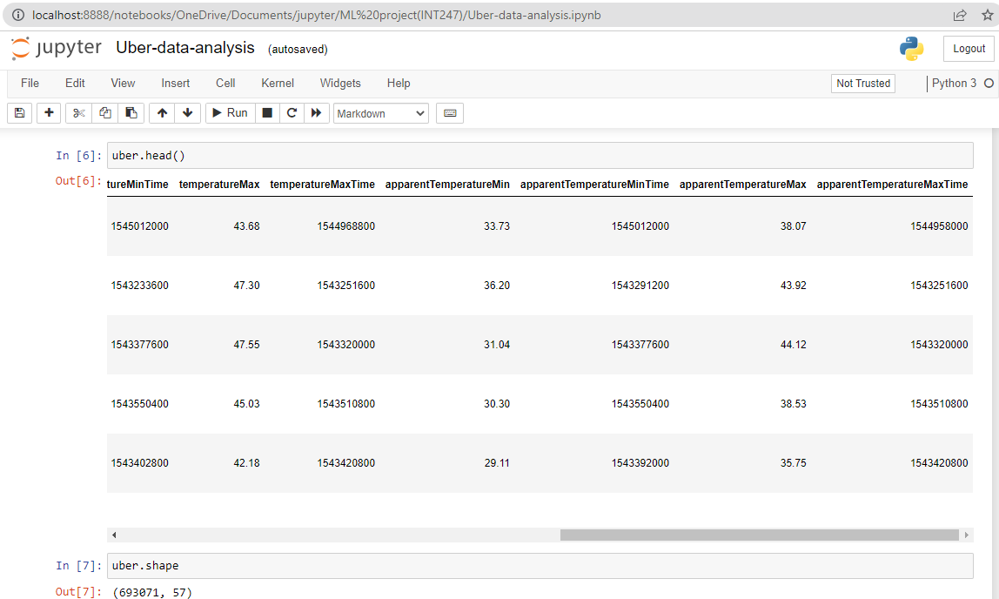 localhost:8888/notebooks/OneDrive/Documents/jupyter/ML%20project(INT247)/Uber-data-analysis.ipynb
jupyter Uber-data-analysis (autosaved) Logout
File Edit View Insert Cell Kernel Widgets Help Not Trusted Python 3
Run Markdown
In [6]: uber.head()
Out[6]: tureMinTime temperatureMax temperatureMaxTime apparentTemperatureMin apparentTemperatureMinTime apparentTemperatureMax apparentTemperatureMaxTime
1545012000 43.68 1544968800 33.73 1545012000 38.07 1544958000
1543233600 47.30 1543251600 36.20 1543291200 43.92 1543251600
1543377600 47.55 1543320000 31.04 1543377600 44.12 1543320000
1543550400 45.03 1543510800 30.30 1543550400 38.53 1543510800
1543402800 42.18 1543420800 29.11 1543392000 35.75 1543420800
In [7]: uber.shape
Out[7]: (693071, 57)